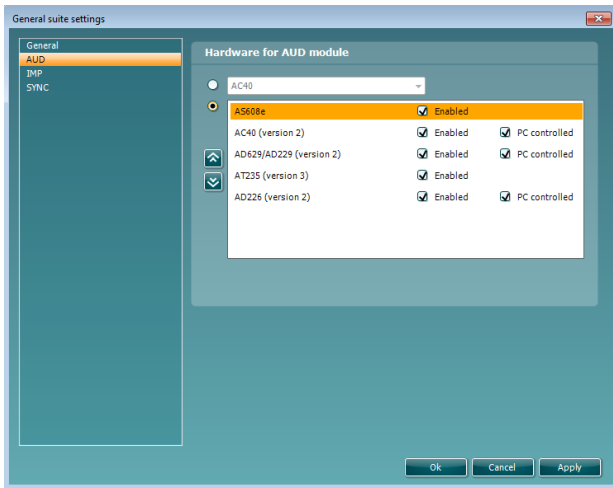 General suite settings
General
AUD
IMP
SYNC
Hardware for AUD module
AC40
AS608e Enabled
AC40 (version 2) Enabled PC controlled
AD629/AD229 (version 2) Enabled PC controlled
AT235 (version 3) Enabled
AD226 (version 2) Enabled PC controlled
Ok Cancel Apply